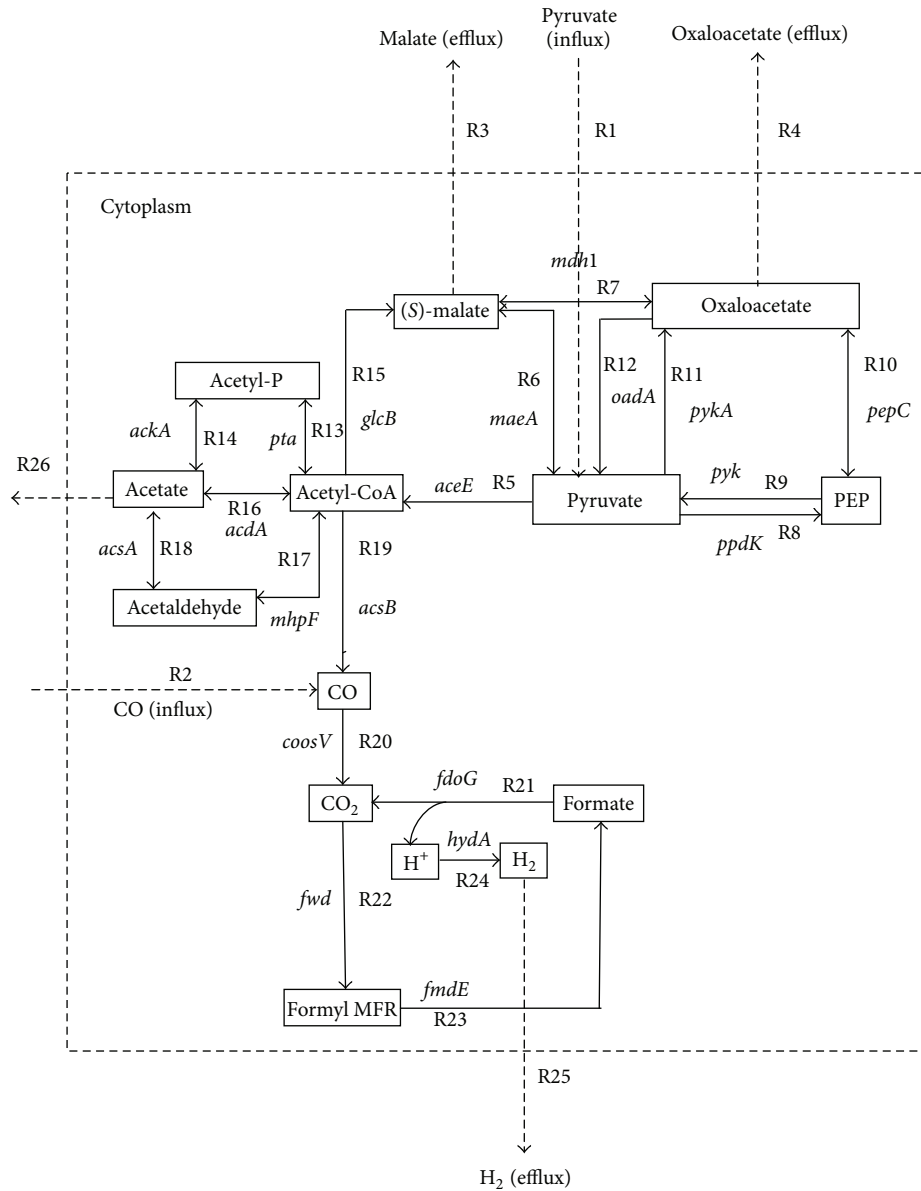 Pyruvate
(influx)
Malate (efflux)
Oxaloacetate (efflux)
R3
R1
R4
Cytoplasm
mdh1
R7
(S)-malate
Oxaloacetate
R15
glcB
R6
maeA
R12
oadA
R11
pykA
R10
pepC
Acetyl-P
ackA
R14
pta
R13
R26
Acetate
R16
acdA
Acetyl-CoA
aceE
R5
Pyruvate
pyk
R9
PEP
ppdK
R8
acsA
R18
R17
R19
Acetaldehyde
mhpF
acsB
R2
CO (influx)
CO
coosV
R20
fdoG
R21
CO2
Formate
H+
hydA
R24
H2
fwd
R22
Formyl MFR
fmdE
R23
R25
H2 (efflux)